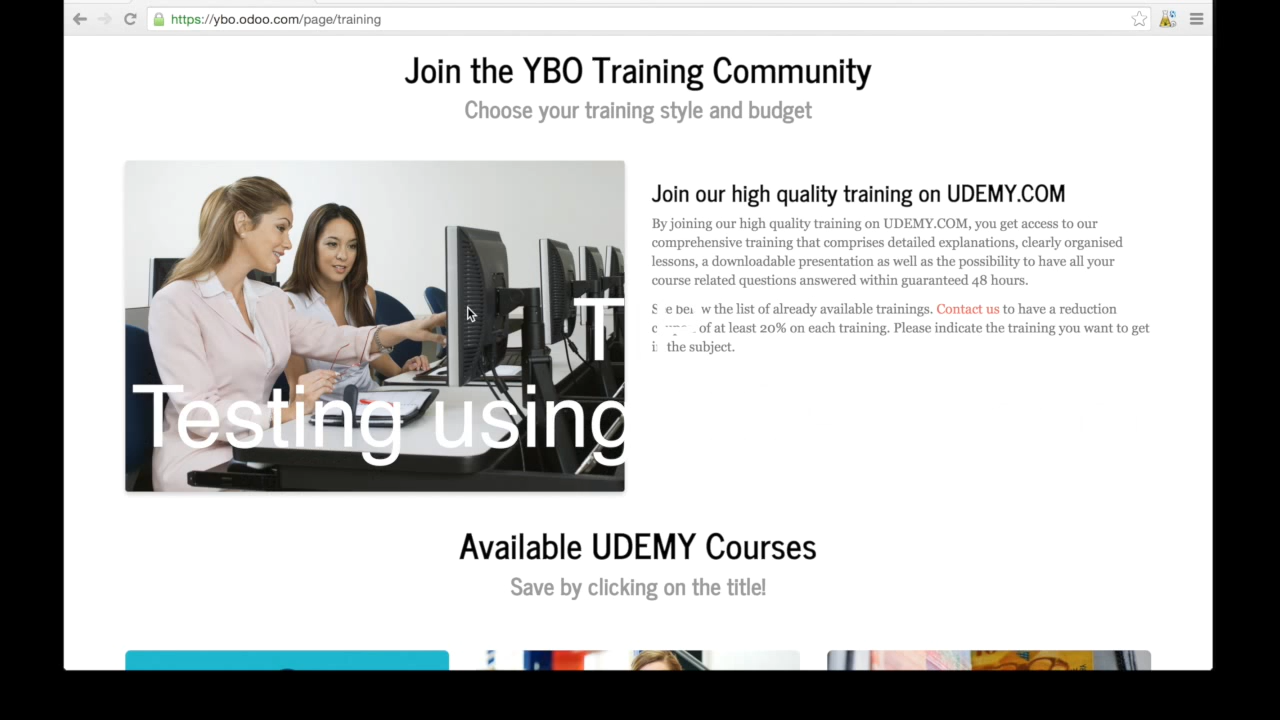 https://ybo.odoo.com/page/training
Join the YBO Training Community
Choose your training style and budget
Join our high quality training on UDEMY.COM
By joining our high quality training on UDEMY.COM, you get access to our
comprehensive training that comprises detailed explanations, clearly organised
lessons, a downloadable presentation as well as the possibility to have all your
course related questions answered within guaranteed 48 hours.
the list of already available trainings. Contact us to have a reduction
of at least 20% on each training. Please indicate the training you want to get
the subject.
T
Testing using
Available UDEMY Courses
Save by clicking on the title!